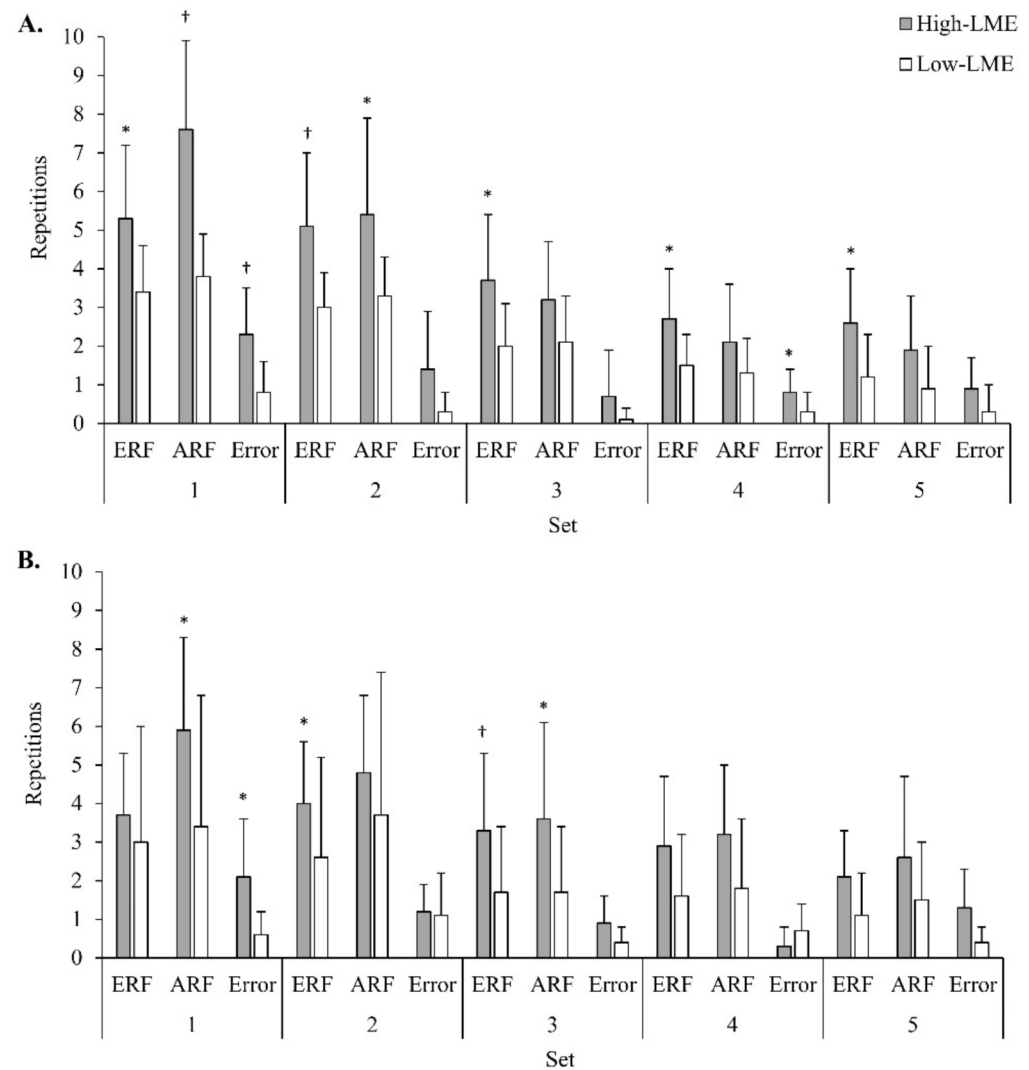 A.
High-LME
Low-LME
† 
* † * † * * * * *
10
9
8
7
6
5
4
3
2
1
0
Repetitions
ERF ARF Error ERF ARF Error ERF ARF Error ERF ARF Error ERF ARF Error
1 2 3 4 5
Set
B.
10
9
8
7
6
5
4
3
2
1
0
Repetitions
* * * † *
ERF ARF Error ERF ARF Error ERF ARF Error ERF ARF Error ERF ARF Error
1 2 3 4 5
Set